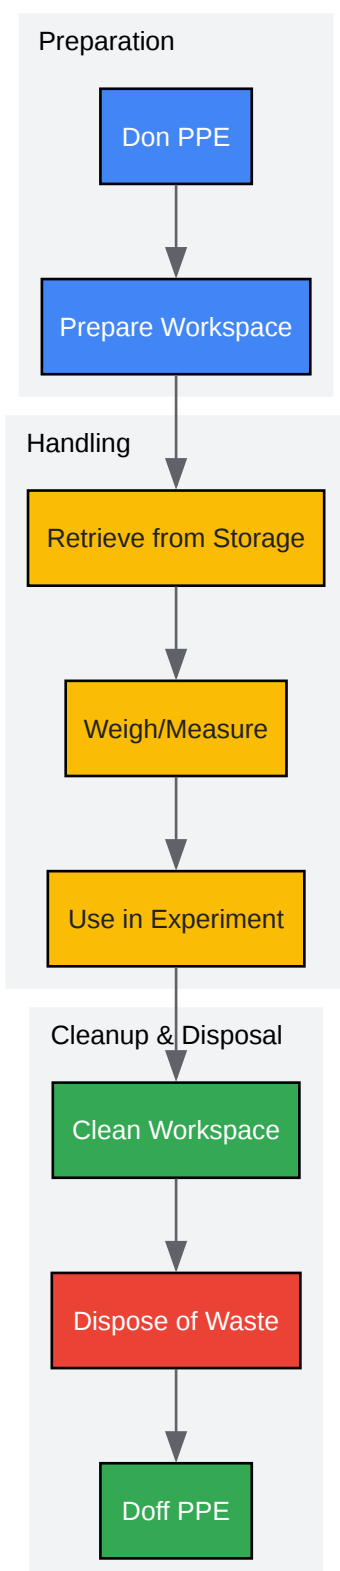 Preparation
Don PPE
Prepare Workspace
Handling
Retrieve from Storage
Weigh/Measure
Use in Experiment
Cleanup & Disposal
Clean Workspace
Dispose of Waste
Doff PPE